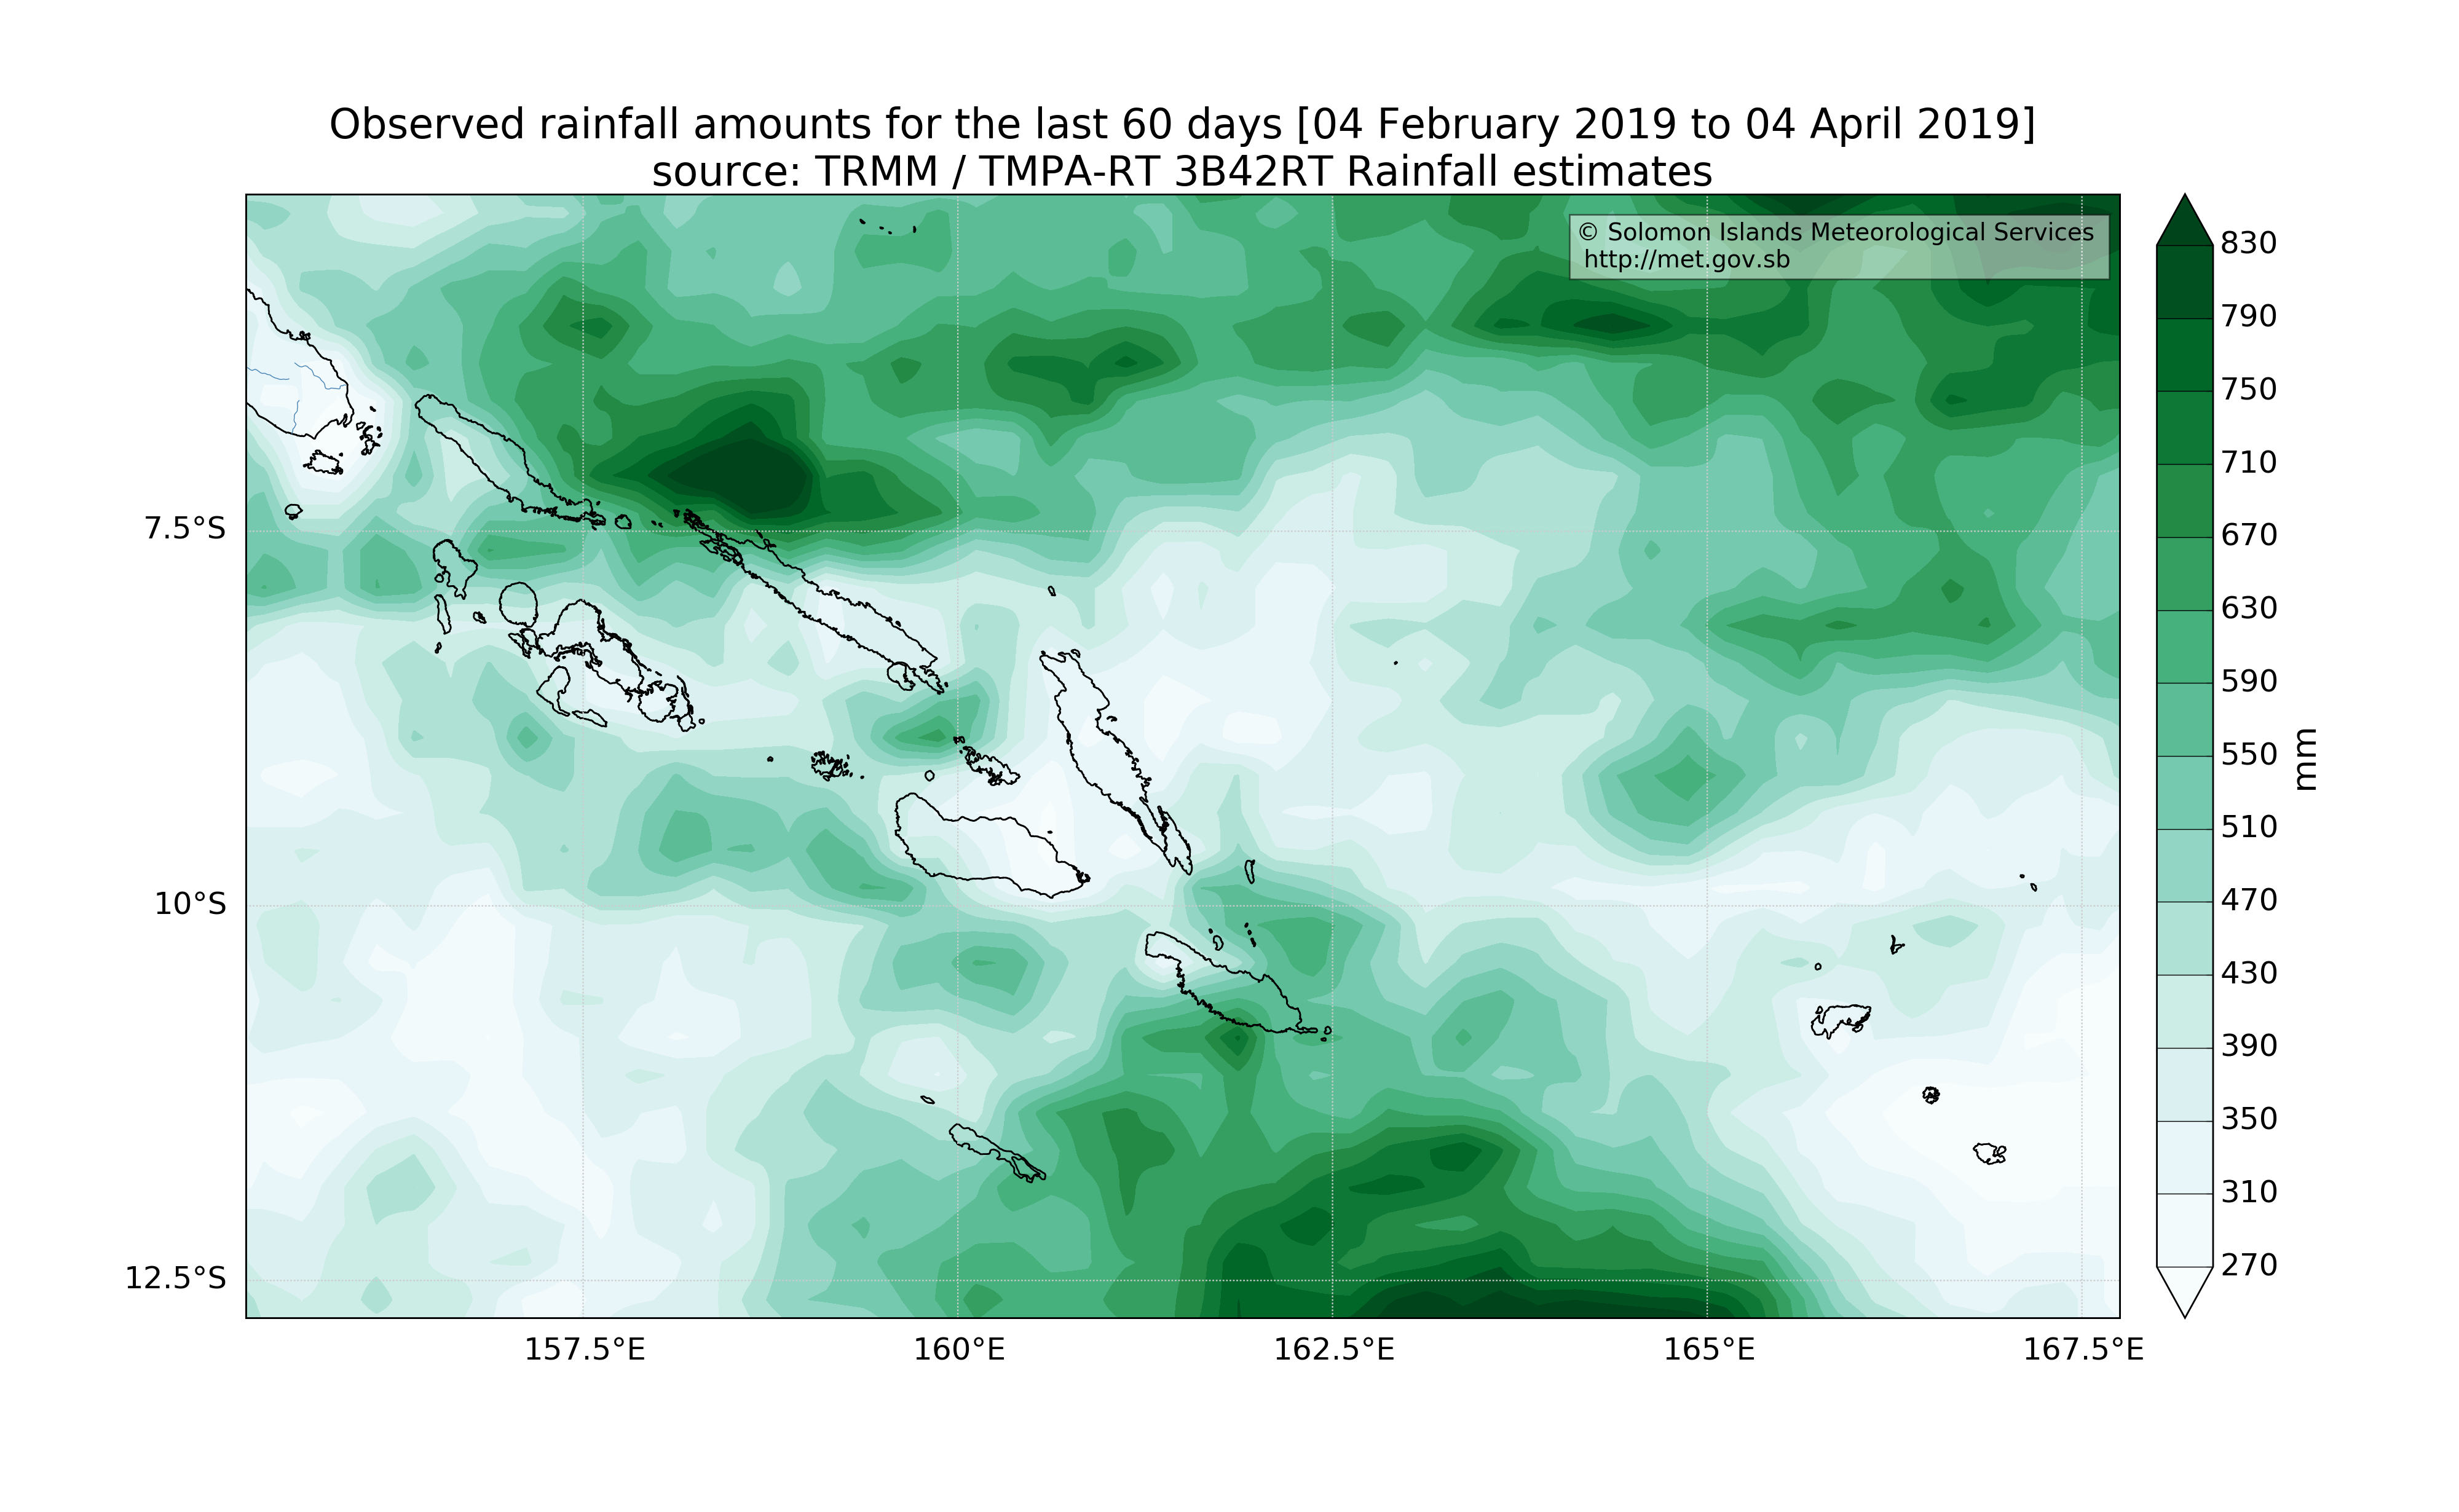 Observed rainfall amounts for the last 60 days [04 February 2019 to 04 April 2019]
source: TRMM / TMPA-RT 3B42RT Rainfall estimates
© Solomon Islands Meteorological Services
http://met.gov.sb
7.5°S
10°S
12.5°S
157.5°E
160°E
162.5°E
165°E
167.5°E
830
790
750
710
670
630
590
550
510
470
430
390
350
310
270
mm